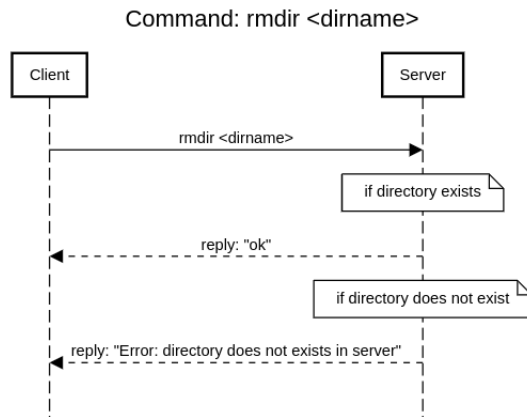 Command: rmdir <dirname>
Client
Server
rmdir <dirname>
if directory exists
reply: "ok"
if directory does not exist
reply: "Error: directory does not exists in server"